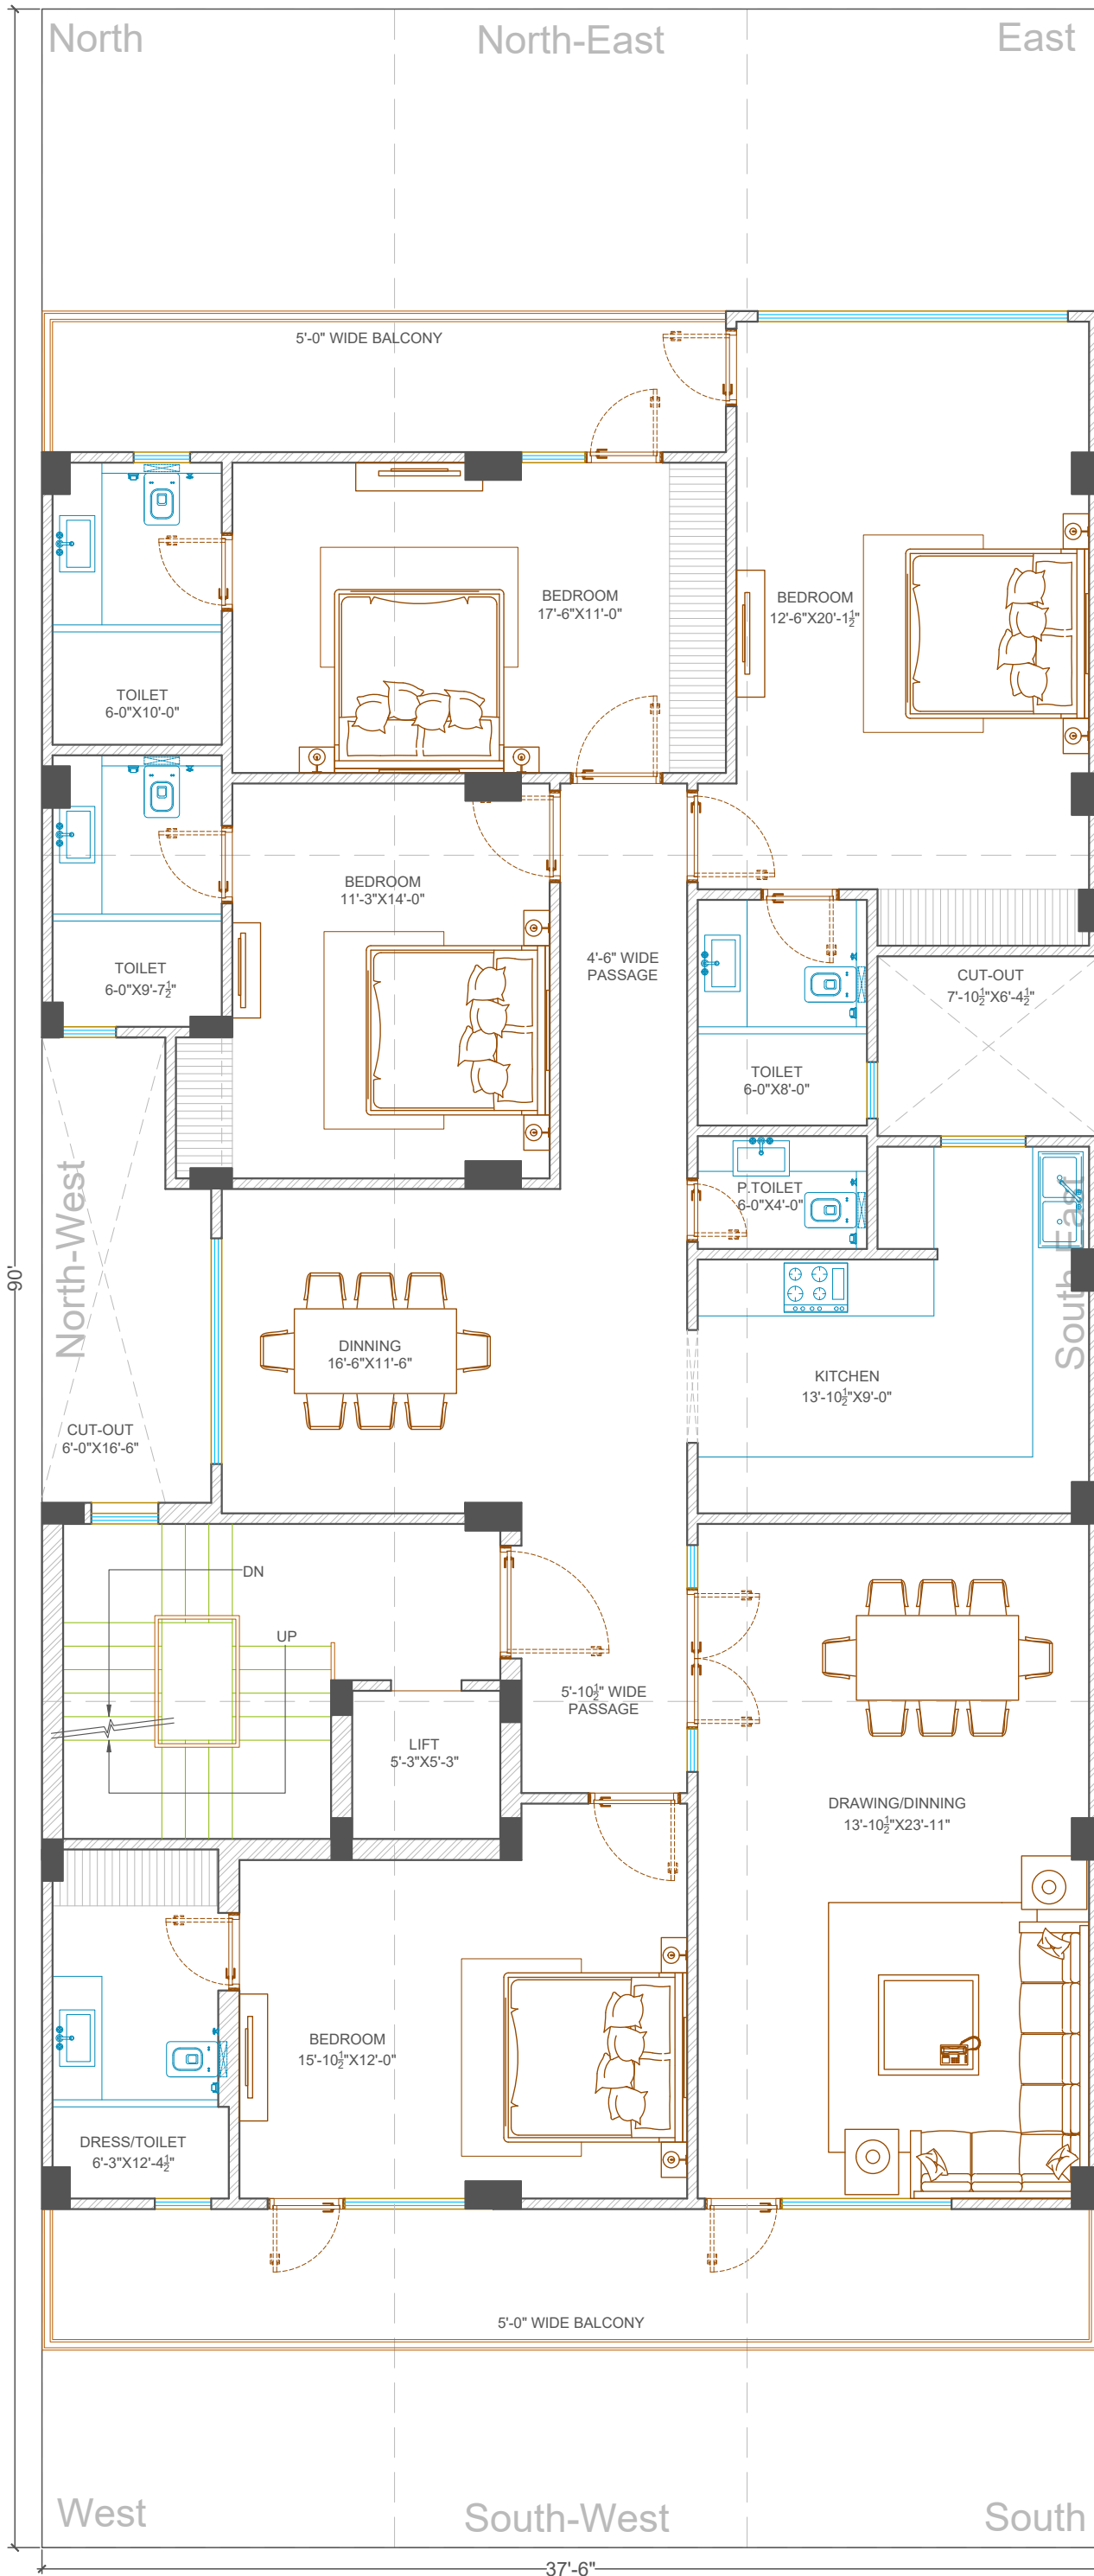 North
North-East
East
5'-0" WIDE BALCONY
BEDROOM
17'-6"X11'-0"
BEDROOM
12'-6"X20'-1½"
TOILET
6-0"X10'-0"
BEDROOM
11'-3"X14'-0"
4'-6" WIDE
PASSAGE
TOILET
6-0"X9'-7½"
CUT-OUT
7'-10½"X6'-4½"
TOILET
6-0"X8'-0"
P.TOILET
6-0"X4'-0"
North-West
South-East
90'
DINNING
16'-6"X11'-6"
KITCHEN
13'-10½"X9'-0"
CUT-OUT
6'-0"X16'-6"
DN
UP
5'-10½" WIDE
PASSAGE
LIFT
5'-3"X5'-3"
DRAWING/DINNING
13'-10½"X23'-11"
BEDROOM
15'-10½"X12'-0"
DRESS/TOILET
6'-3"X12'-4½"
5'-0" WIDE BALCONY
West
South-West
South
37'-6"